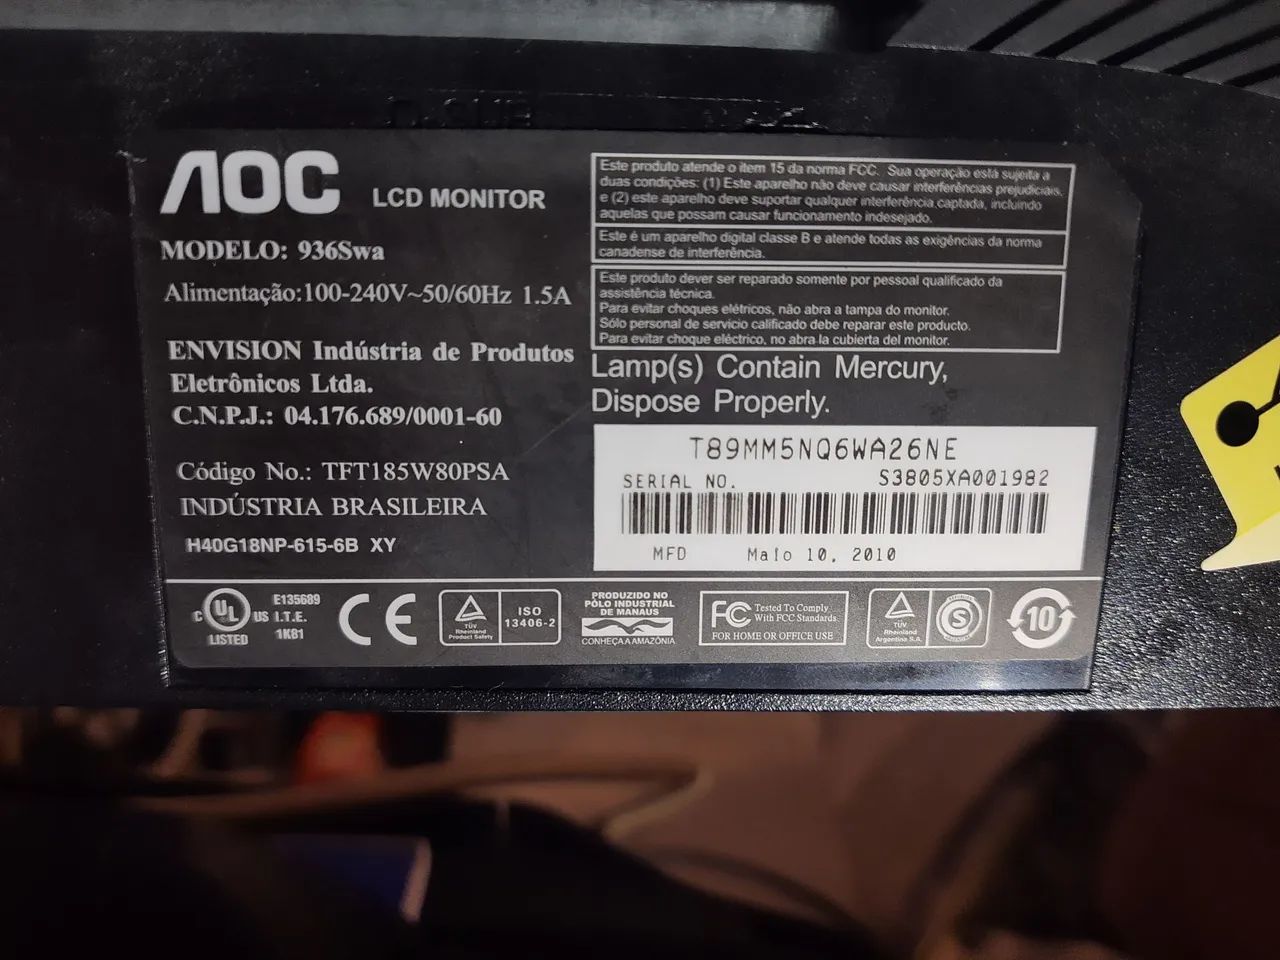 AOC LCD MONITOR
MODELO: 936Swa
Alimentação:100-240V~50/60Hz 1.5A
ENVISION Indústria de Produtos
Eletrônicos Ltda.
C.N.P.J.: 04.176.689/0001-60
Código No.: TFT185W80PSA
INDÚSTRIA BRASILEIRA
H40G18NP-615-6B XY
Este produto atende o item 15 da norma FCC. Sua operação está sujeita a
duas condições: (1) Este aparelho não deve causar interferências prejudiciais,
e (2) este aparelho deve suportar qualquer interferência captada, incluindo
aquelas que possam causar funcionamento indesejado.
Este é um aparelho digital classe B e atende todas as exigências da norma
canadense de interferência.
Este produto dever ser reparado somente por pessoal qualificado da
assistência técnica.
Para evitar choques elétricos, não abra a tampa do monitor.
Sólo personal de servicio calificado debe reparar este producto.
Para evitar choque eléctrico, no abra la cubierta del monitor.
Lamp(s) Contain Mercury,
Dispose Properly.
T89MM5NQ6WA26NE
SERIAL NO. S3805XA001982
MFD Maio 10, 2010
C UL US
LISTED
E135689
I.T.E.
1K81
CE
TÜV
Rheinland
Product Safety
ISO
13406-2
PRODUZIDO NO
PÓLO INDUSTRIAL
DE MANAUS
CONHEÇA A AMAZÔNIA
FC Tested To Comply
With FCC Standards
FOR HOME OR OFFICE USE
TÜV
Rheinland
Argentina S.A.
S
10